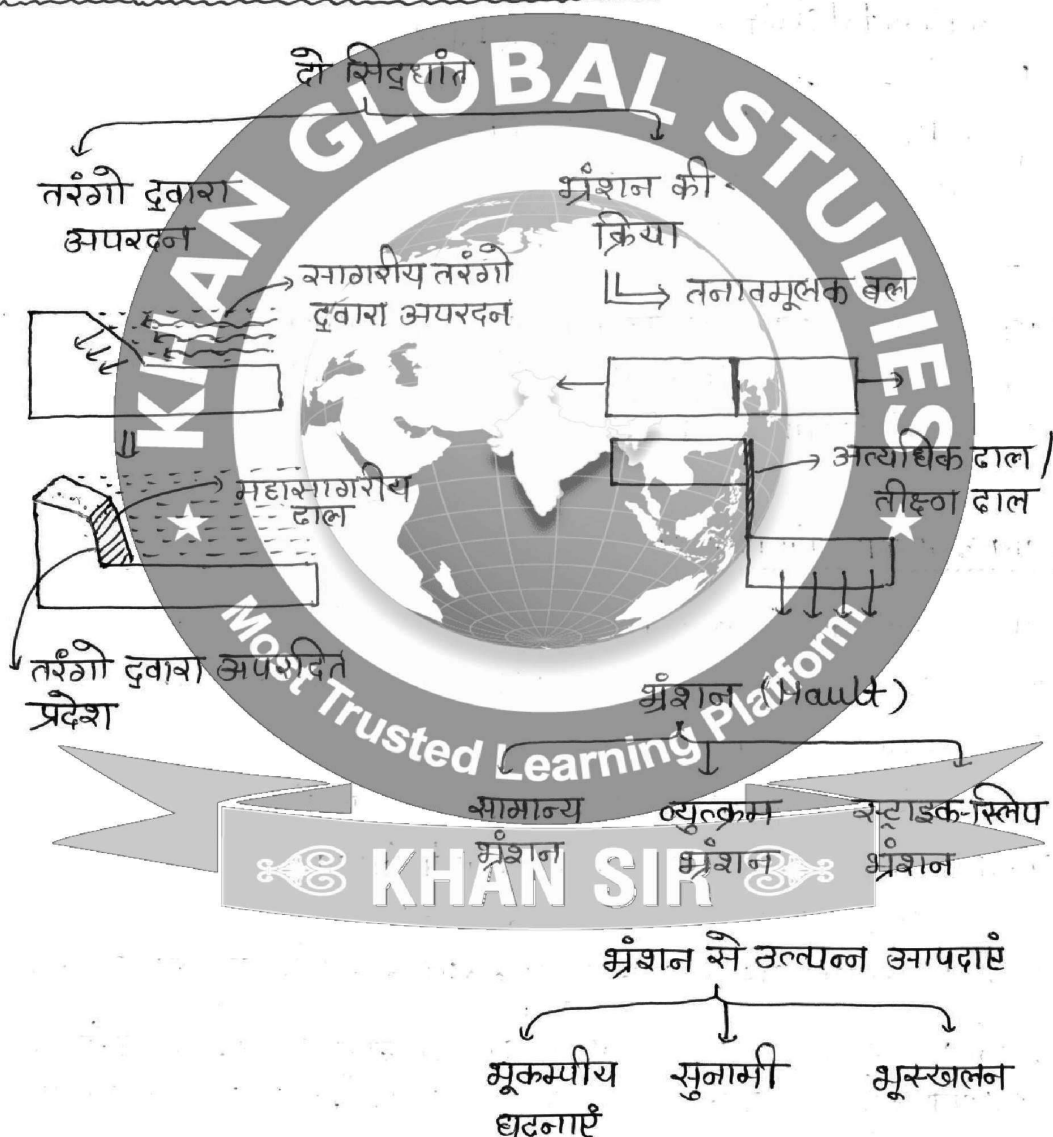 दो सिद्धांत
तरंगो द्वारा
अपरदन
सागरीय तरंगो
द्वारा अपरदन
महासागरीय
ढाल
तरंगो द्वारा अपरदित
प्रदेश
भ्रंशन की
क्रिया
तनावमूलक बल
अत्याधिक ढाल /
तीक्ष्ण ढाल
भ्रंशन (Fault)
सामान्य
भ्रंशन
व्युत्क्रम
भ्रंशन
स्ट्राइक-स्लिप
भ्रंशन
भ्रंशन से उत्पन्न आपदाएं
भूकम्पीय
घटनाएं
सुनामी
भूस्खलन
KHAN GLOBAL STUDIES
Most Trusted Learning Platform
KHAN SIR